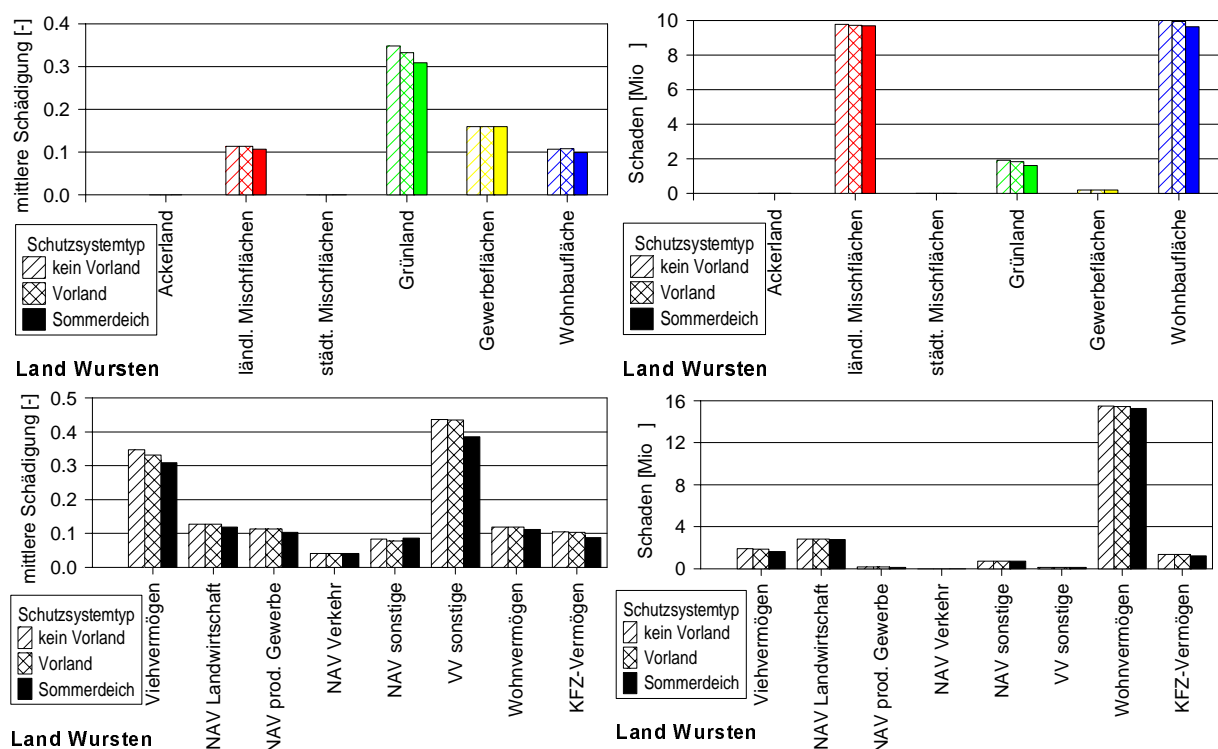 mittlere Schädigung [-]
0.4
0.3
0.2
0.1
0.0
Ackerland
ländl. Mischflächen
städt. Mischflächen
Grünland
Gewerbeflächen
Wohnbaufläche
Schutzsystemtyp
kein Vorland
Vorland
Sommerdeich
Land Wursten
Schaden [Mio ]
10
8
6
4
2
0
Ackerland
ländl. Mischflächen
städt. Mischflächen
Grünland
Gewerbeflächen
Wohnbaufläche
Schutzsystemtyp
kein Vorland
Vorland
Sommerdeich
Land Wursten
mittlere Schädigung [-]
0.5
0.4
0.3
0.2
0.1
0.0
Viehvermögen
NAV Landwirtschaft
NAV prod. Gewerbe
NAV Verkehr
NAV sonstige
VV sonstige
Wohnvermögen
KFZ-Vermögen
Schutzsystemtyp
kein Vorland
Vorland
Sommerdeich
Land Wursten
Schaden [Mio ]
16
12
8
4
0
Viehvermögen
NAV Landwirtschaft
NAV prod. Gewerbe
NAV Verkehr
NAV sonstige
VV sonstige
Wohnvermögen
KFZ-Vermögen
Schutzsystemtyp
kein Vorland
Vorland
Sommerdeich
Land Wursten